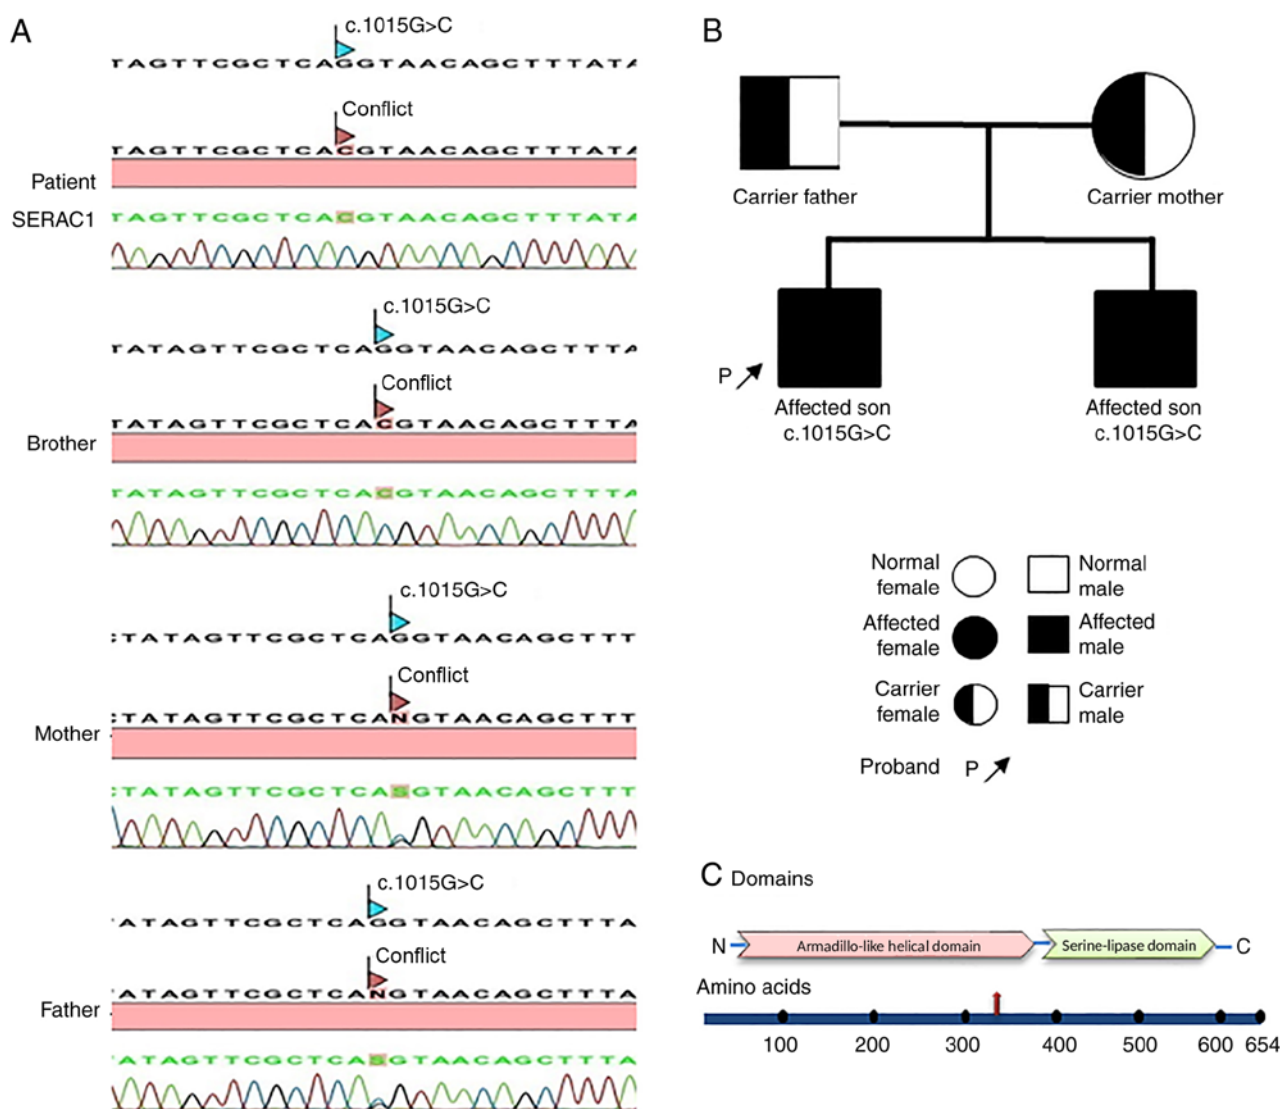 A
c.1015G>C
TAGTTCGCTCAGGTAACAGCTTTATA
Conflict
TAGTTCGCTCACGTAACAGCTTTATA
Patient
SERAC1
TAGTTCGCTCACGTAACAGCTTTATA
c.1015G>C
TATAGTTCGCTCAGGTAACAGCTTTA
Conflict
TATAGTTCGCTCACGTAACAGCTTTA
Brother
TATAGTTCGCTCACGTAACAGCTTTA
c.1015G>C
CTATAGTTCGCTCAGGTAACAGCTTT
Conflict
CTATAGTTCGCTCANGTAACAGCTTT
Mother
CTATAGTTCGCTCASGTAACAGCTTT
c.1015G>C
ATAGTTCGCTCAGGTAACAGCTTTA
Conflict
ATAGTTCGCTCANGTAACAGCTTTA
Father
ATAGTTCGCTCASGTAACAGCTTTA
B
Carrier father
Carrier mother
P
Affected son
c.1015G>C
Affected son
c.1015G>C
Normal
female
Normal
male
Affected
female
Affected
male
Carrier
female
Carrier
male
Proband P
C Domains
N Armadillo-like helical domain Serine-lipase domain C
Amino acids
100 200 300 400 500 600 654